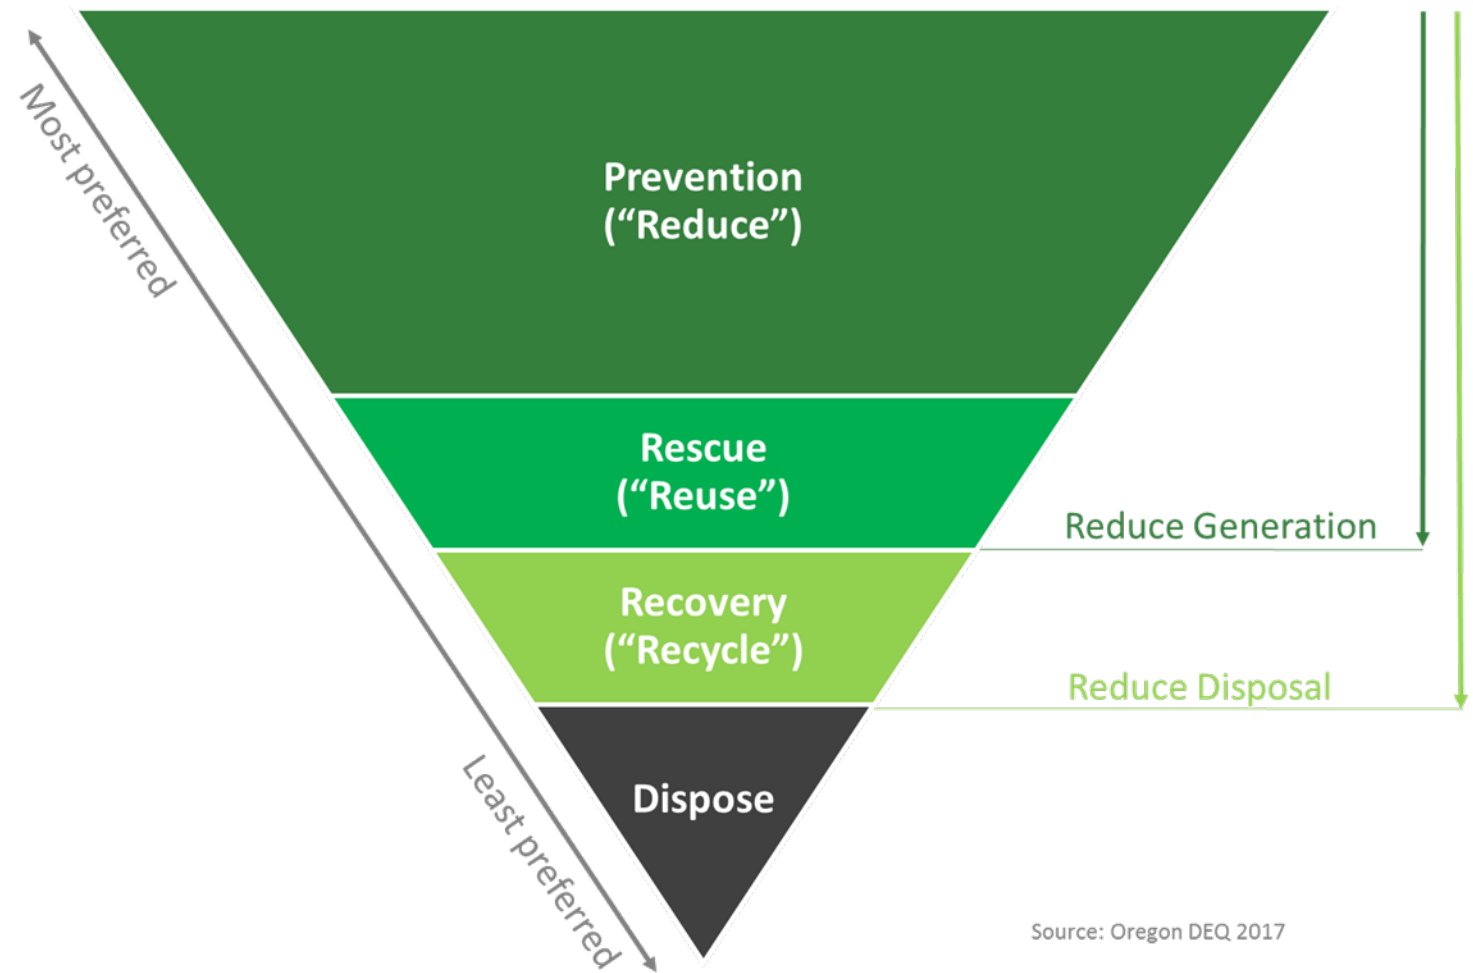 Most preferred
Prevention
(“Reduce”)
Rescue
(“Reuse”)
Reduce Generation
Recovery
(“Recycle”)
Reduce Disposal
Least preferred
Dispose
Source: Oregon DEQ 2017